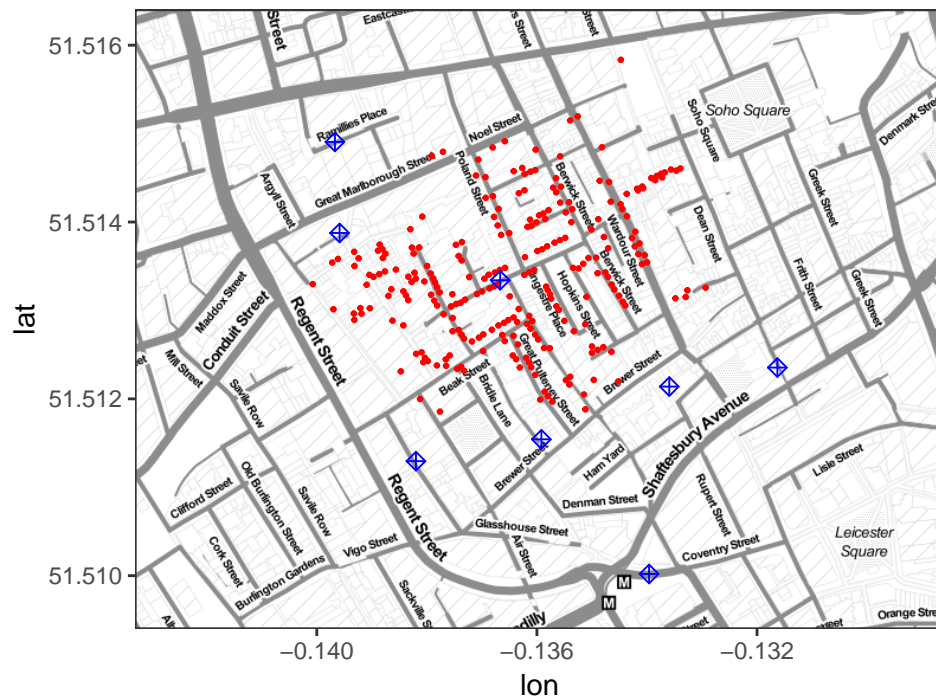 51.516
51.514
51.512
51.510
lat
−0.140
−0.136
−0.132
lon
Street
Street
Soho Square
Soho Square
Denmark Street
Ramillies Place
Noel Street
Great Marlborough Street
Argyll Street
Poland Street
Berwick Street
Wardour Street
Dean Street
Greek Street
Frith Street
Greek Street
Berwick Street
Hopkins Street
Ingestre Place
Maddox Street
Conduit Street
Regent Street
Mill Street
Savile Row
Beak Street
Great Pulteney Street
Bridle Lane
Brewer Street
Brewer Street
Shaftesbury Avenue
Ham Yard
Denman Street
Rupert Street
Lisle Street
Clifford Street
Old Burlington Street
Savile Row
Regent Street
Glasshouse Street
Air Street
Vigo Street
Cork Street
Burlington Gardens
Sackville St
Coventry Street
Leicester
Square
Orange Street
M
M
dilly